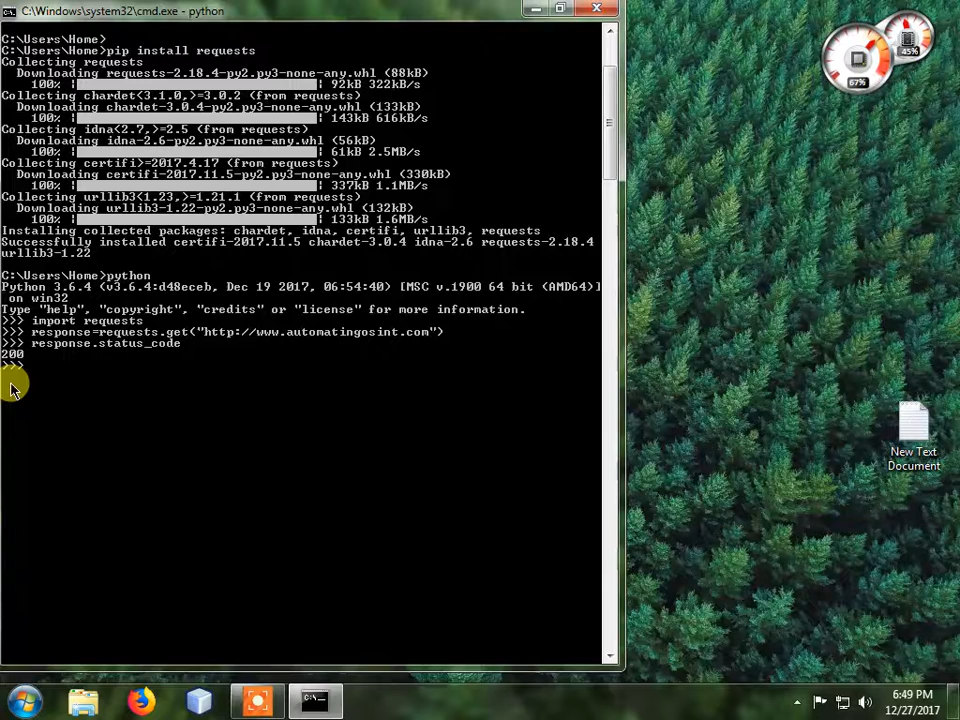 C:\Windows\system32\cmd.exe - python
C:\Users\Home>
C:\Users\Home>pip install requests
Collecting requests
Downloading requests-2.18.4-py2.py3-none-any.whl (88kB)
100% |████████████████████████████████| 92kB 322kB/s
Collecting chardet<3.1.0,>=3.0.2 (from requests)
Downloading chardet-3.0.4-py2.py3-none-any.whl (133kB)
100% |████████████████████████████████| 143kB 616kB/s
Collecting idna<2.7,>=2.5 (from requests)
Downloading idna-2.6-py2.py3-none-any.whl (56kB)
100% |████████████████████████████████| 61kB 2.5MB/s
Collecting certifi>=2017.4.17 (from requests)
Downloading certifi-2017.11.5-py2.py3-none-any.whl (330kB)
100% |████████████████████████████████| 337kB 1.1MB/s
Collecting urllib3<1.23,>=1.21.1 (from requests)
Downloading urllib3-1.22-py2.py3-none-any.whl (132kB)
100% |████████████████████████████████| 133kB 1.6MB/s
Installing collected packages: chardet, idna, certifi, urllib3, requests
Successfully installed certifi-2017.11.5 chardet-3.0.4 idna-2.6 requests-2.18.4
urllib3-1.22
C:\Users\Home>python
Python 3.6.4 (v3.6.4:d48eceb, Dec 19 2017, 06:54:40) [MSC v.1900 64 bit (AMD64)]
on win32
Type "help", "copyright", "credits" or "license" for more information.
>>> import requests
>>> response=requests.get("http://www.automatingosint.com")
>>> response.status_code
200
>>>
67%
45%
New Text
Document
6:49 PM
12/27/2017